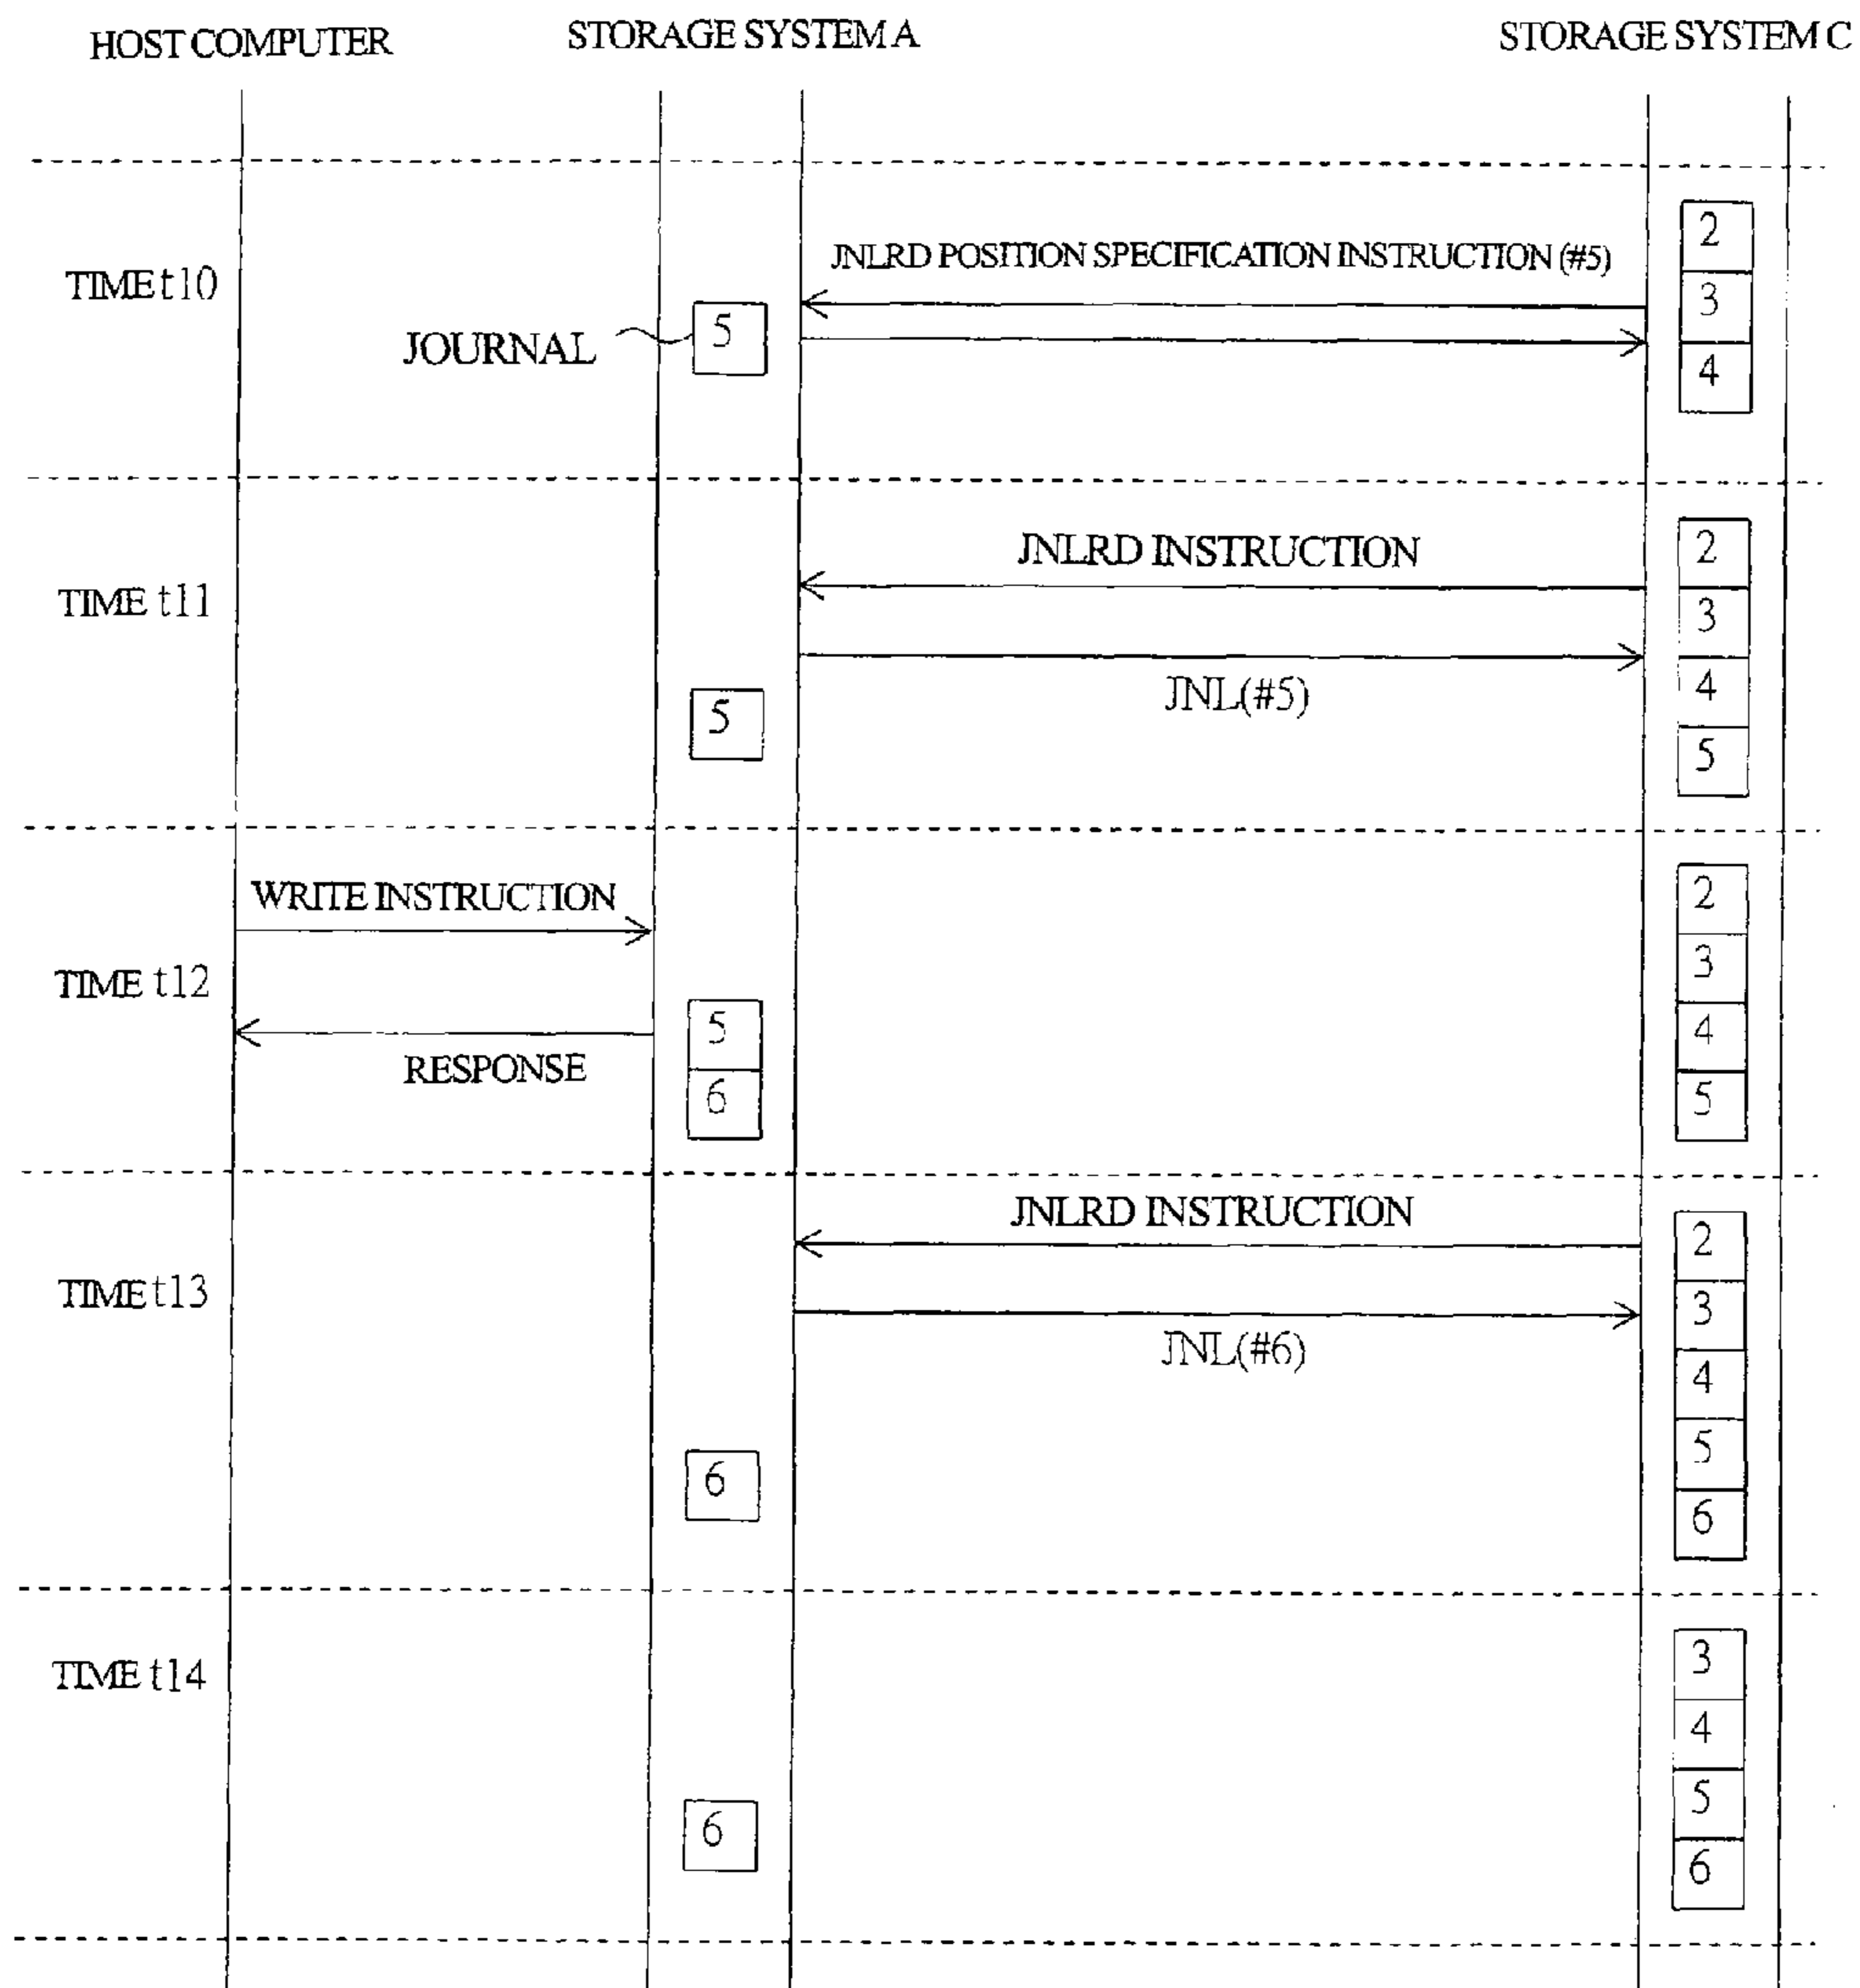 HOST COMPUTER
STORAGE SYSTEM A
STORAGE SYSTEM C
TIME t10
JOURNAL
5
JNLRD POSITION SPECIFICATION INSTRUCTION (#5)
2
3
4
TIME t11
JNLRD INSTRUCTION
JNL(#5)
5
2
3
4
5
WRITE INSTRUCTION
TIME t12
RESPONSE
5
6
2
3
4
5
TIME t13
JNLRD INSTRUCTION
JNL(#6)
6
2
3
4
5
6
TIME t14
6
3
4
5
6